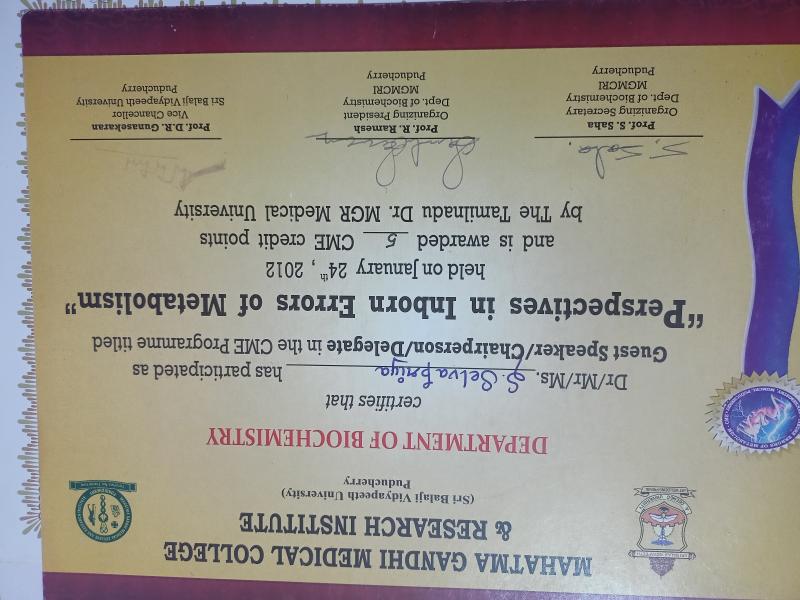 MAHATMA GANDHI MEDICAL COLLEGE
& RESEARCH INSTITUTE
(Sri Balaji Vidyapeeth University)
Puducherry
DEPARTMENT OF BIOCHEMISTRY
certifies that
Dr/Mr/Ms. S. Selvapriya has participated as
Guest Speaker/Chairperson/Delegate in the CME Programme titled
“Perspectives in Inborn Errors of Metabolism”
held on January 24th, 2012
and is awarded 5 CME credit points
by The Tamilnadu Dr. MGR Medical University
S. Saha.
Prof. S. Saha
Organizing Secretary
Dept. of Biochemistry
MGMCRI
Puducherry
Prof. R. Ramesh
Organizing President
Dept. of Biochemistry
MGMCRI
Puducherry
Prof. D.R. Gunasekaran
Vice Chancellor
Sri Balaji Vidyapeeth University
Puducherry